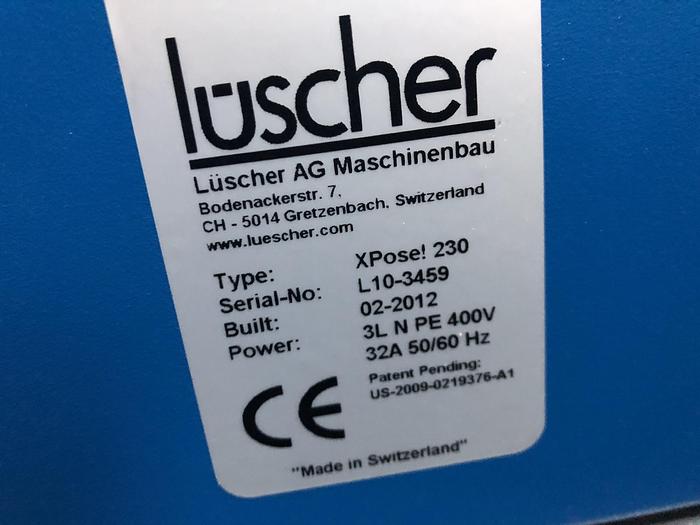 lüscher
Lüscher AG Maschinenbau
Bodenackerstr. 7,
CH - 5014 Gretzenbach, Switzerland
www.luescher.com
Type: XPose! 230
Serial-No: L10-3459
Built: 02-2012
Power: 3L N PE 400V
32A 50/60 Hz
Patent Pending:
US-2009-0219376-A1
CE
"Made in Switzerland"